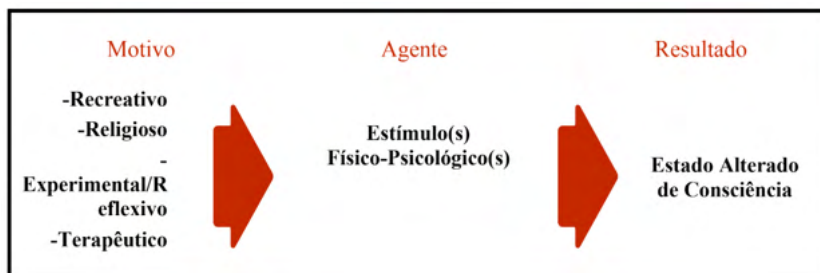 Motivo
Agente
Resultado
-Recreativo
-Religioso
-
Experimental/R
eflexivo
-Terapêutico
Estímulo(s)
Físico-Psicológico(s)
Estado Alterado
de Consciência